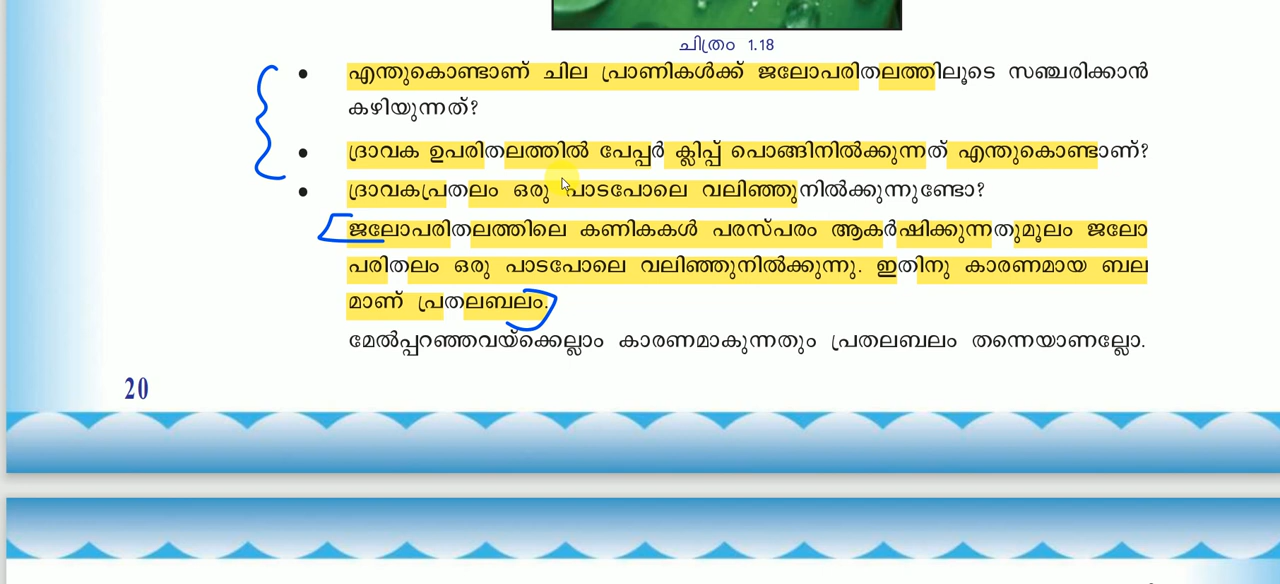 ചിത്രം 1.18
• എന്തുകൊണ്ടാണ് ചില പ്രാണികൾക്ക് ജലോപരിതലത്തിലൂടെ സഞ്ചരിക്കാൻ
കഴിയുന്നത്?
• ദ്രാവക ഉപരിതലത്തിൽ പേപ്പർ ക്ലിപ്പ് പൊങ്ങിനിൽക്കുന്നത് എന്തുകൊണ്ടാണ്?
• ദ്രാവകപ്രതലം ഒരു പാടപോലെ വലിഞ്ഞുനിൽക്കുന്നുണ്ടോ?
ജലോപരിതലത്തിലെ കണികകൾ പരസ്പരം ആകർഷിക്കുന്നതുമൂലം ജലോ
പരിതലം ഒരു പാടപോലെ വലിഞ്ഞുനിൽക്കുന്നു. ഇതിനു കാരണമായ ബല
മാണ് പ്രതലബലം.
മേൽപ്പറഞ്ഞവയ്ക്കെല്ലാം കാരണമാകുന്നതും പ്രതലബലം തന്നെയാണല്ലോ.
20